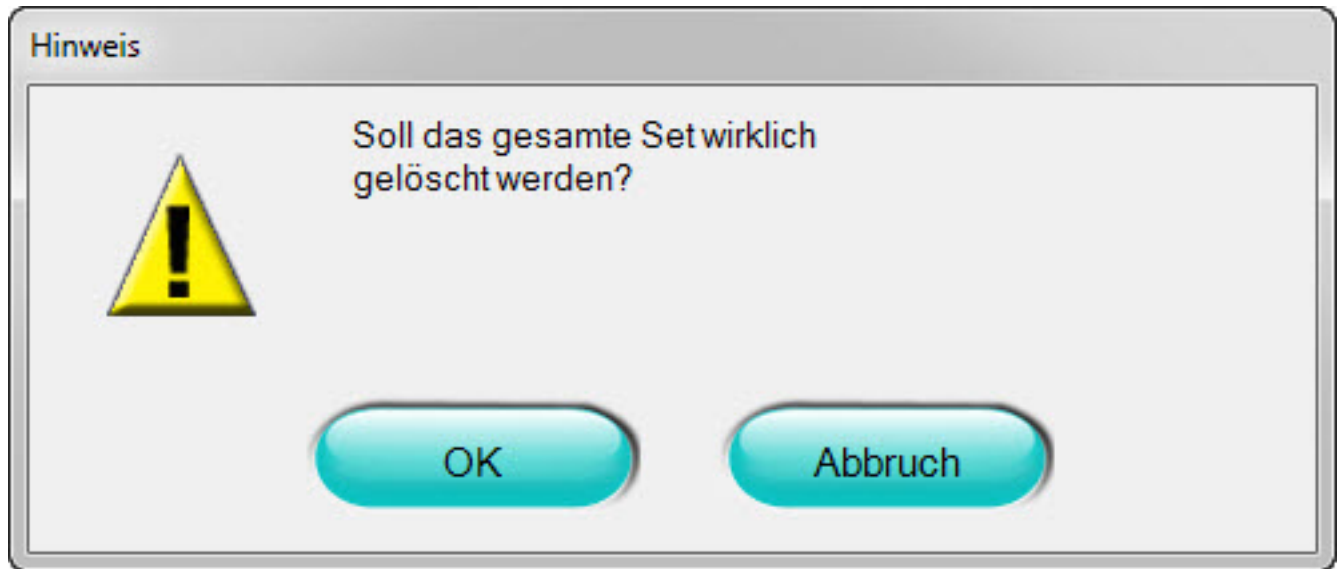 Hinweis
Soll das gesamte Set wirklich
gelöscht werden?
OK
Abbruch